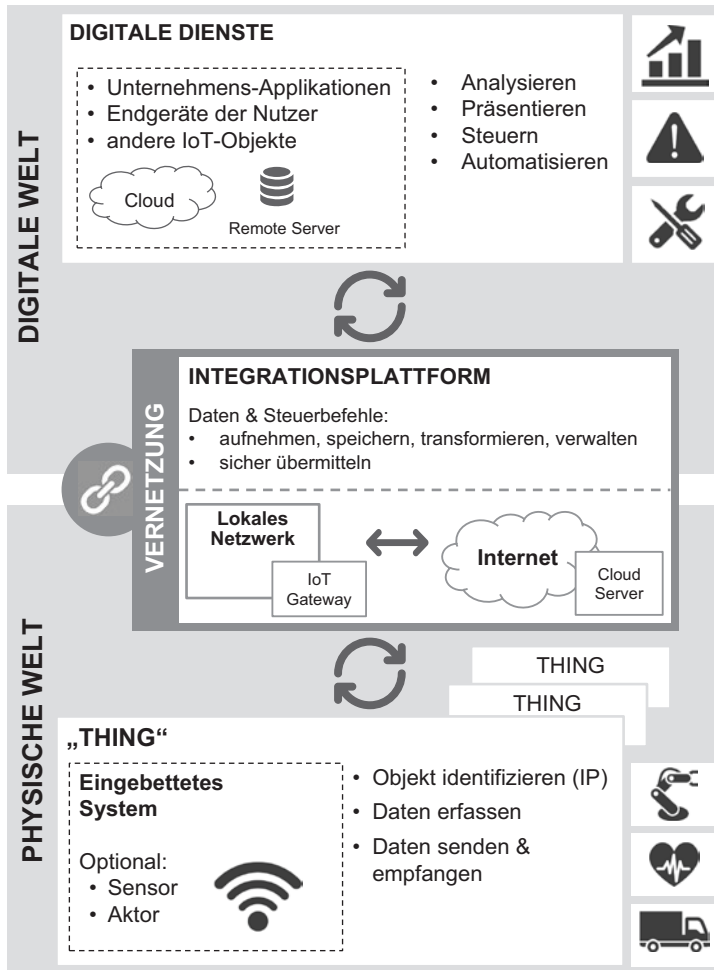 DIGITALE WELT
DIGITALE DIENSTE
• Unternehmens-Applikationen
• Endgeräte der Nutzer
• andere IoT-Objekte
Cloud
Remote Server
• Analysieren
• Präsentieren
• Steuern
• Automatisieren
VERNETZUNG
INTEGRATIONSPLATTFORM
Daten & Steuerbefehle:
• aufnehmen, speichern, transformieren, verwalten
• sicher übermitteln
Lokales
Netzwerk
IoT
Gateway
Internet
Cloud
Server
PHYSISCHE WELT
THING
THING
„THING“
Eingebettetes
System
Optional:
• Sensor
• Aktor
• Objekt identifizieren (IP)
• Daten erfassen
• Daten senden &
empfangen